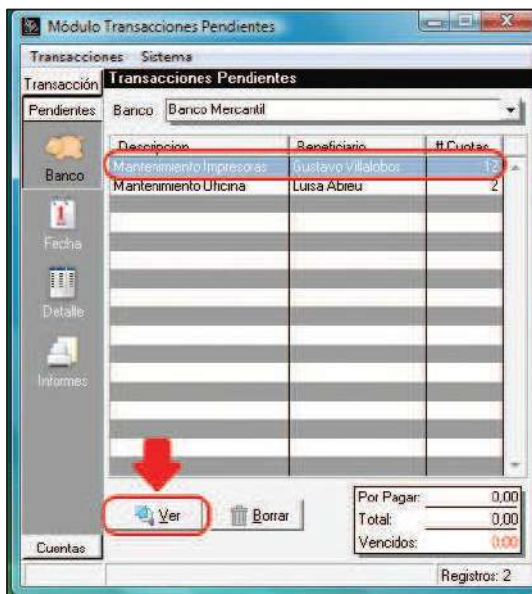 Módulo Transacciones Pendientes
Transacciones Sistema
Transacción
Transacciones Pendientes
Pendientes
Banco Banco Mercantil
Descripcion Beneficiario # Cuotas
Mantenimiento Impresoras Gustavo Villalobos 12
Mantenimiento Oficina Luisa Abreu 2
Banco
1
Fecha
Detalle
Informes
Ver Borrar
Por Pagar: 0,00
Total: 0,00
Vencidos: 0,00
Cuentas
Registros: 2